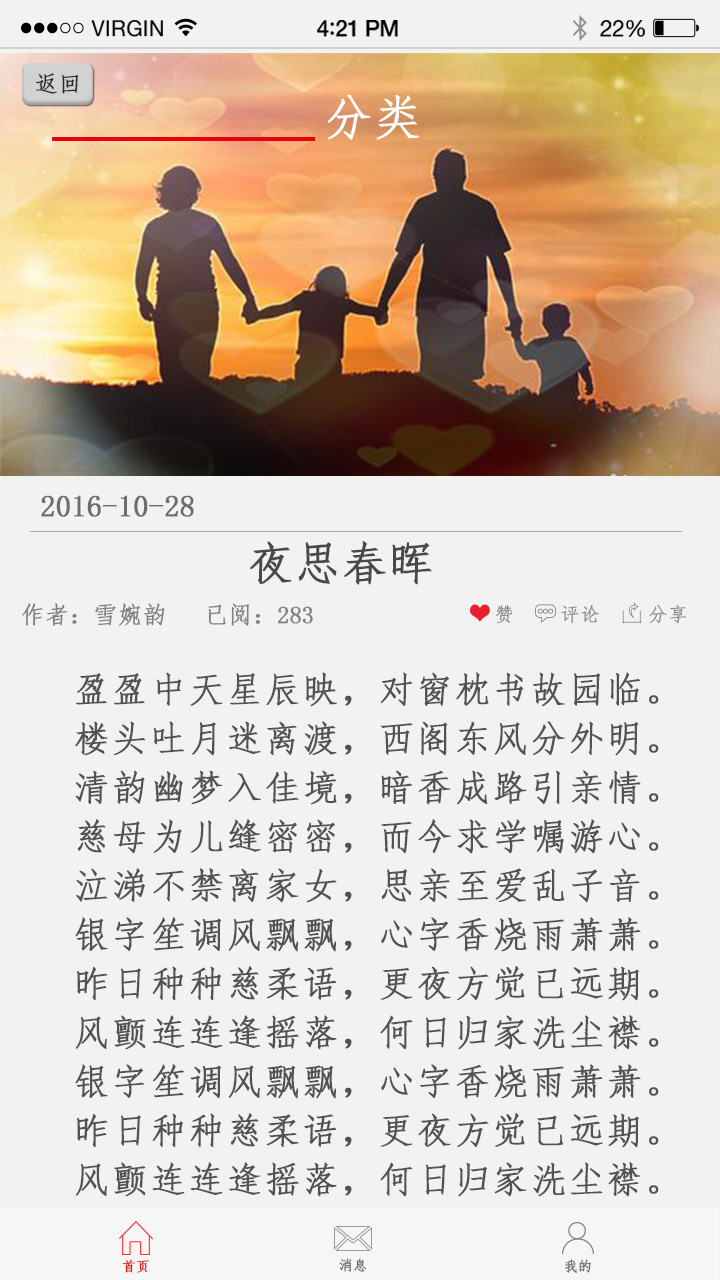 VIRGIN 4:21 PM 22%
返回
分类
2016-10-28
夜思春晖
作者：雪婉韵 已阅：283 赞 评论 分享
盈盈中天星辰映，对窗枕书故园临。
楼头吐月迷离渡，西阁东风分外明。
清韵幽梦入佳境，暗香成路引亲情。
慈母为儿缝密密，而今求学嘱游心。
泣涕不禁离家女，思亲至爱乱子音。
银字笙调风飘飘，心字香烧雨萧萧。
昨日种种慈柔语，更夜方觉已远期。
风颤连连逢摇落，何日归家洗尘襟。
银字笙调风飘飘，心字香烧雨萧萧。
昨日种种慈柔语，更夜方觉已远期。
风颤连连逢摇落，何日归家洗尘襟。
首页 消息 我的